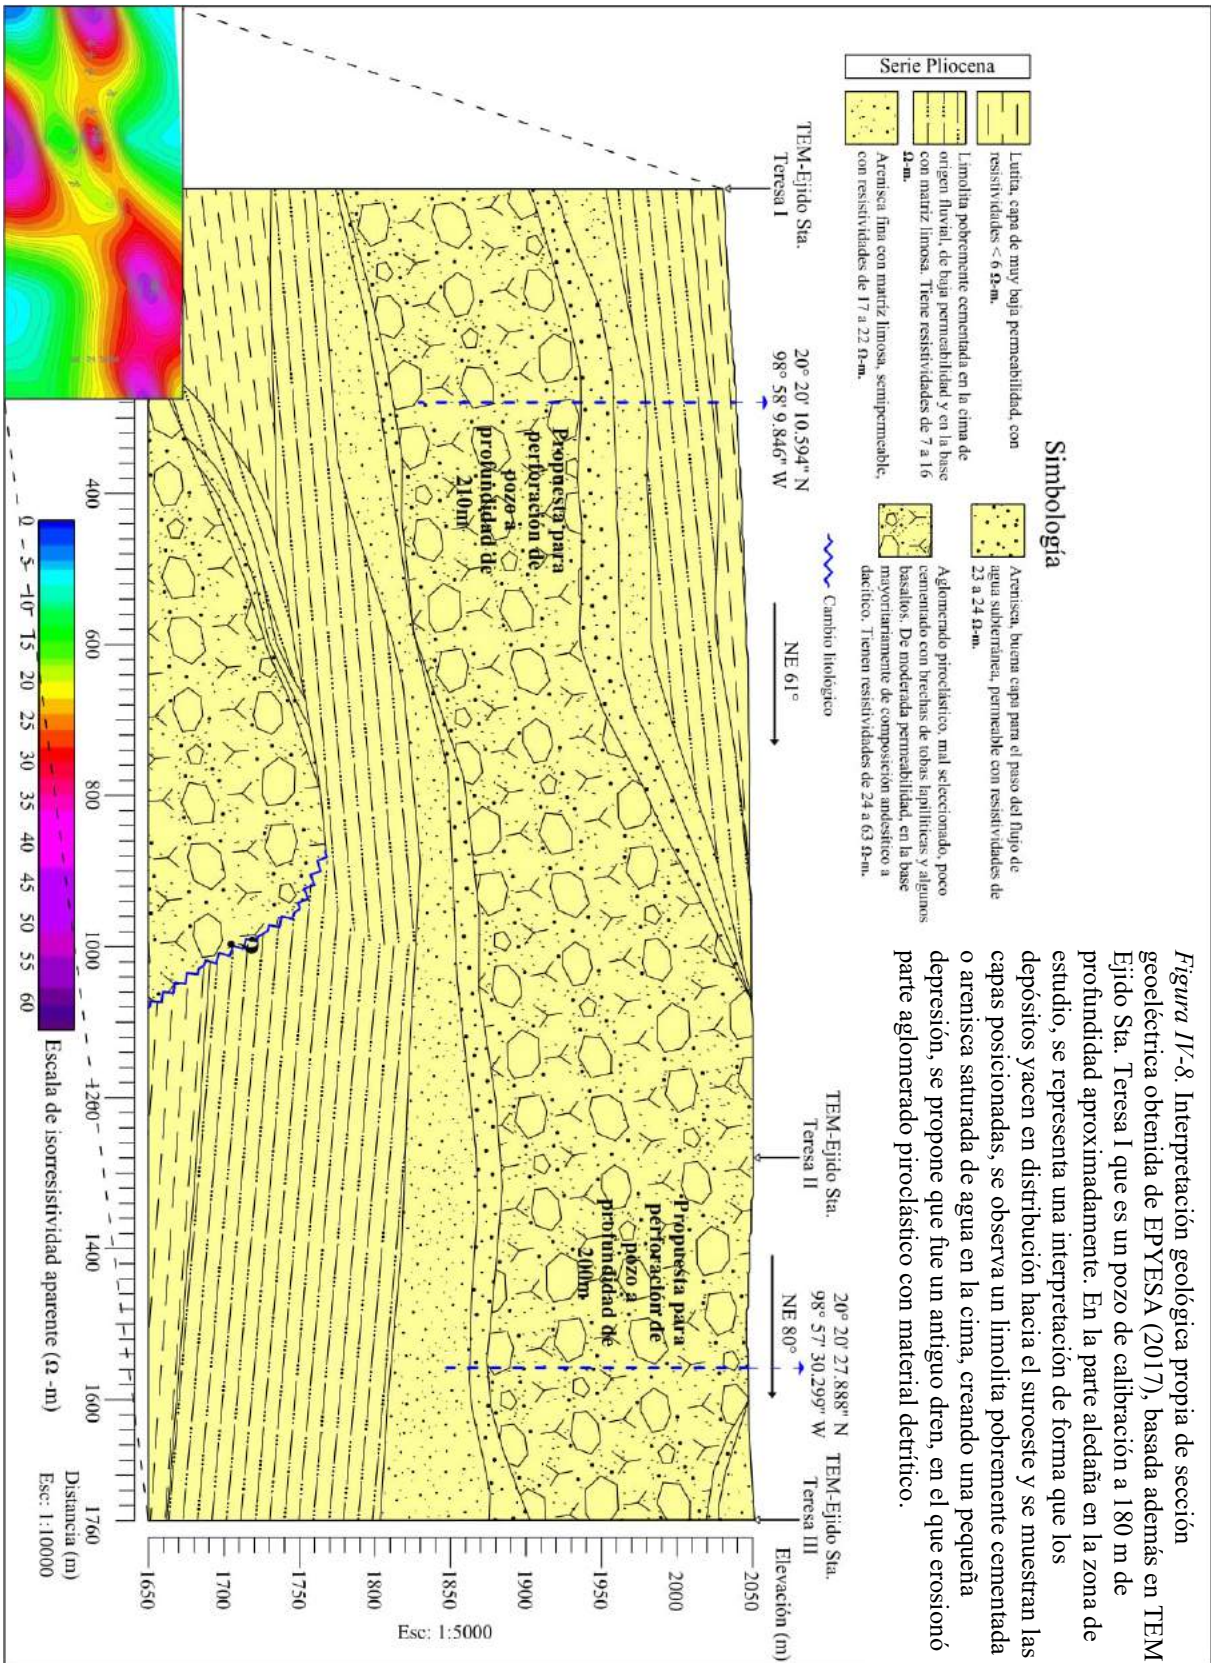 Figura IV-8. Interpretación geológica propia de sección
geoeléctrica obtenida de EPYESA (2017), basada además en TEM
Ejido Sta. Teresa I que es un pozo de calibración a 180 m de
profundidad aproximadamente. En la parte aledaña en la zona de
estudio, se representa una interpretación de forma que los
depósitos yacen en distribución hacia el suroeste y se muestran las
capas posicionadas, se observa un limolita pobremente cementada
o arenisca saturada de agua en la cima, creando una pequeña
depresión, se propone que fue un antiguo dren, en el que erosionó
parte aglomerado piroclástico con material detrítico.
Simbología
Serie Pliocena
Lutita, capa de muy baja permeabilidad, con
resistividades < 6 Ω-m.
Limolita pobremente cementada en la cima de
origen fluvial, de baja permeabilidad y en la base
con matriz limosa. Tiene resistividades de 7 a 16
Ω-m.
Arenisca fina con matriz limosa, semipermeable,
con resistividades de 17 a 22 Ω-m.
Arenisca, buena capa para el paso del flujo de
agua subterránea, permeable con resistividades de
23 a 24 Ω-m.
Aglomerado piroclástico, mal seleccionado, poco
cementado con brechas de tobas lapillíticas y algunos
basaltos. De moderada permeabilidad, en la base
mayoritariamente de composición andesítico a
dacítico. Tienen resistividades de 24 a 63 Ω-m.
Cambio litológico
TEM-Ejido Sta.
Teresa I
20° 20' 10.594" N
98° 58' 9.846" W
NE 61°
TEM-Ejido Sta.
Teresa II
20° 20' 27.888" N
98° 57' 30.299" W
NE 80°
TEM-Ejido Sta.
Teresa III
Elevación (m)
2050
2000
1950
1900
1850
1800
1750
1700
1650
Esc: 1:5000
Propuesta para
perforación de
pozo a
profundidad de
210m
Propuesta para
perforación de
pozo a
profundidad de
200m
400
600
800
1000
1200
1400
1600
1760
Distancia (m)
Esc: 1:10000
0 5 10 15 20 25 30 35 40 45 50 55 60
Escala de isorresistividad aparente (Ω -m)